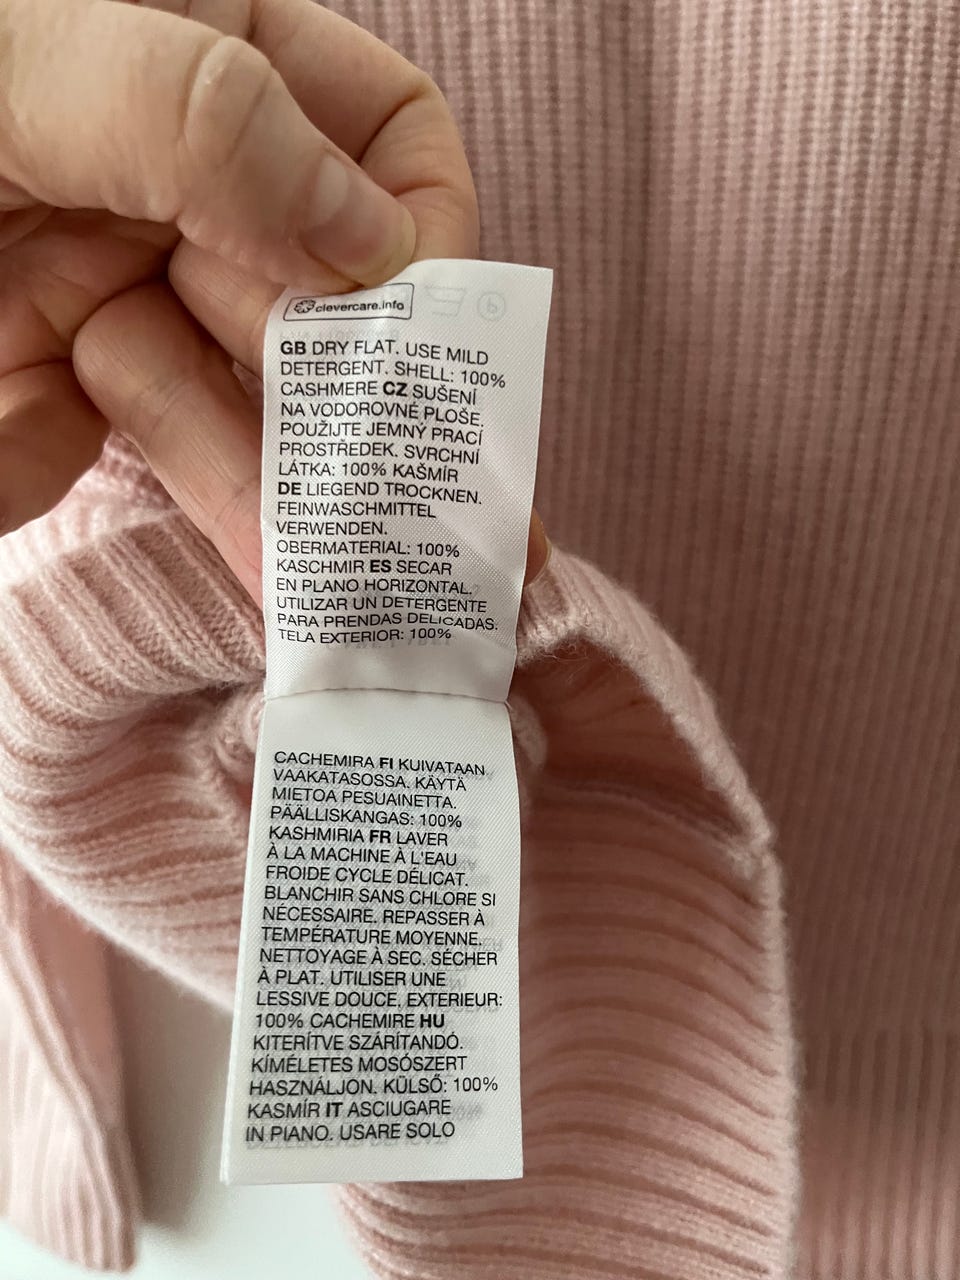 clevercare.info
GB DRY FLAT. USE MILD
DETERGENT. SHELL: 100%
CASHMERE CZ SUŠENÍ
NA VODOROVNÉ PLOŠE.
POUŽIJTE JEMNÝ PRACÍ
PROSTŘEDEK. SVRCHNÍ
LÁTKA: 100% KAŠMÍR
DE LIEGEND TROCKNEN.
FEINWASCHMITTEL
VERWENDEN.
OBERMATERIAL: 100%
KASCHMIR ES SECAR
EN PLANO HORIZONTAL.
UTILIZAR UN DETERGENTE
PARA PRENDAS DELICADAS.
TELA EXTERIOR: 100%
CACHEMIRA FI KUIVATAAN
VAAKATASOSSA. KÄYTÄ
MIETOA PESUAINETTA.
PÄÄLLISKANGAS: 100%
KASHMIRIA FR LAVER
À LA MACHINE À L'EAU
FROIDE CYCLE DÉLICAT.
BLANCHIR SANS CHLORE SI
NÉCESSAIRE. REPASSER À
TEMPÉRATURE MOYENNE.
NETTOYAGE À SEC. SÉCHER
À PLAT. UTILISER UNE
LESSIVE DOUCE. EXTERIEUR:
100% CACHEMIRE HU
KITERÍTVE SZÁRÍTANDÓ.
KÍMÉLETES MOSÓSZERT
HASZNÁLJON. KÜLSŐ: 100%
KASMÍR IT ASCIUGARE
IN PIANO. USARE SOLO